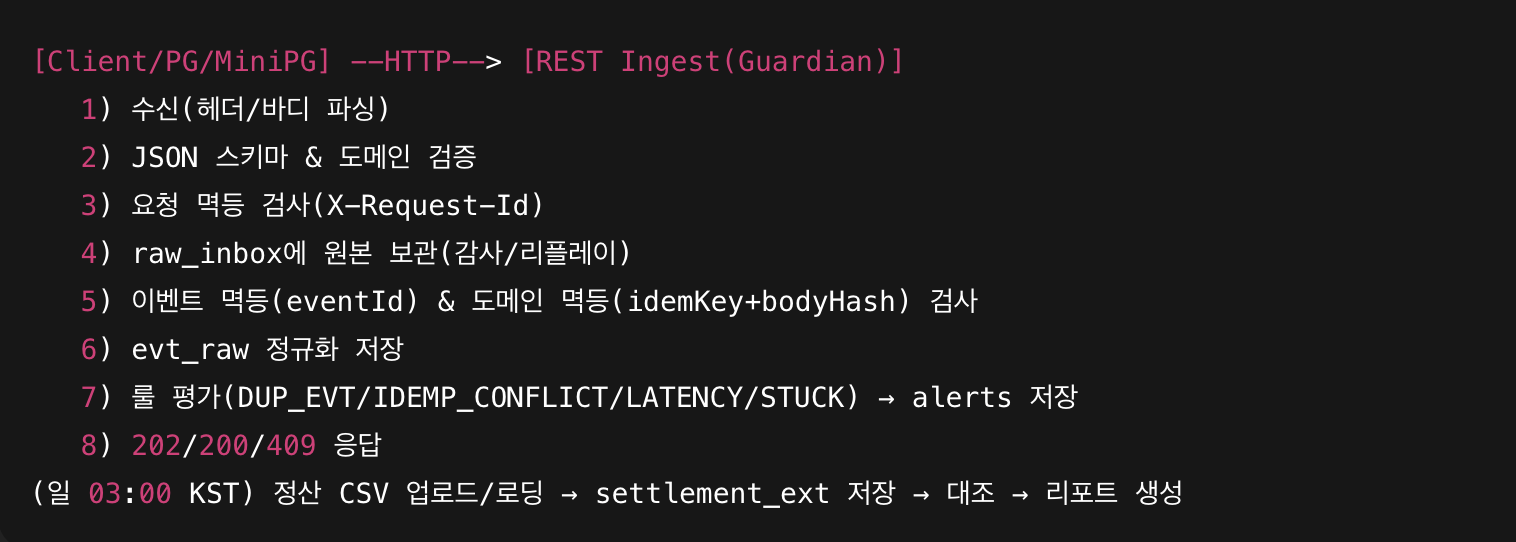 [Client/PG/MiniPG] --HTTP--> [REST Ingest(Guardian)]
1) 수신(헤더/바디 파싱)
2) JSON 스키마 & 도메인 검증
3) 요청 멱등 검사(X-Request-Id)
4) raw_inbox에 원본 보관(감사/리플레이)
5) 이벤트 멱등(eventId) & 도메인 멱등(idemKey+bodyHash) 검사
6) evt_raw 정규화 저장
7) 룰 평가(DUP_EVT/IDEMP_CONFLICT/LATENCY/STUCK) → alerts 저장
8) 202/200/409 응답
(일 03:00 KST) 정산 CSV 업로드/로딩 → settlement_ext 저장 → 대조 → 리포트 생성